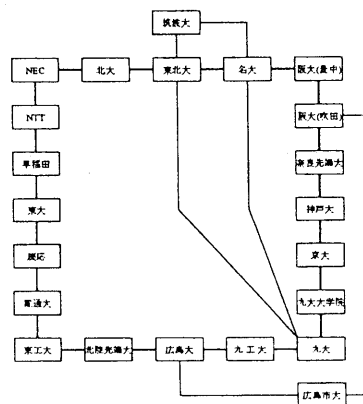 筑波大
NEC
北大
東北大
名大
阪大(豊中)
NTT
阪大(吹田)
早稲田
奈良先端大
東大
神戸大
慶応
京大
電通大
九大大学院
東工大
北陸先端大
広島大
九工大
九大
広島市大